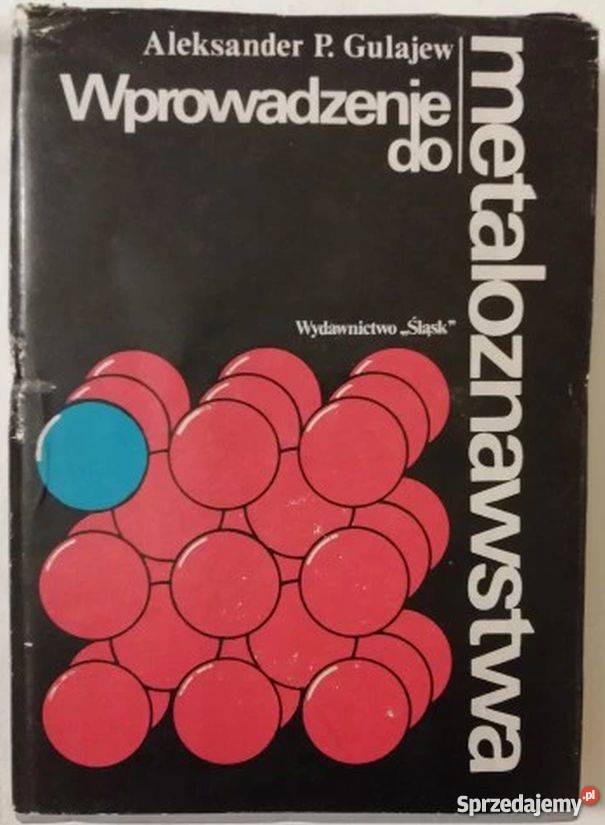 Aleksander P. Gulajew
Wprowadzenie
do
metaloznawstwa
Wydawnictwo „Śląsk”
Sprzedajemy.pl